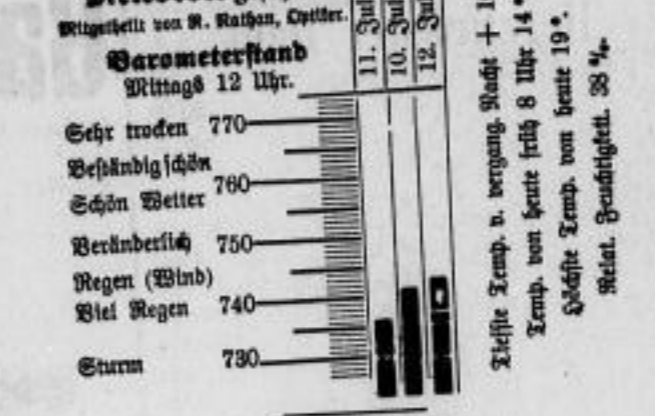 Mitgetheilt von R. Nathan, Optiker.
Barometerstand
Mittags 12 Uhr.
11. Jul
10. Jul
12. Jul
Sehr trocken 770
Beständig schön
760
Schön Wetter
Veränderlich 750
Regen (Wind)
Viel Regen 740
Sturm 730
Tiefste Temp. v. vergang. Nacht + 1
Temp. von heute früh 8 Uhr 14°
Höchste Temp. von heute 19°.
Relat. Feuchtigkeit. 38 %.